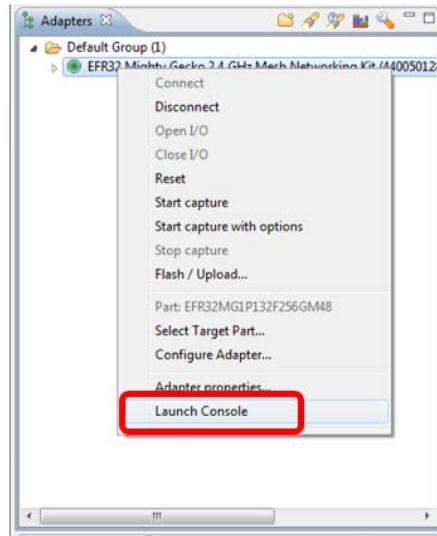 Adapters
Default Group (1)
EFR32 Mighty Gecko 2.4 GHz Mesh Networking Kit (44005012
Connect
Disconnect
Open I/O
Close I/O
Reset
Start capture
Start capture with options
Stop capture
Flash / Upload...
Part: EFR32MG1P132F256GM48
Select Target Part...
Configure Adapter...
Adapter properties...
Launch Console